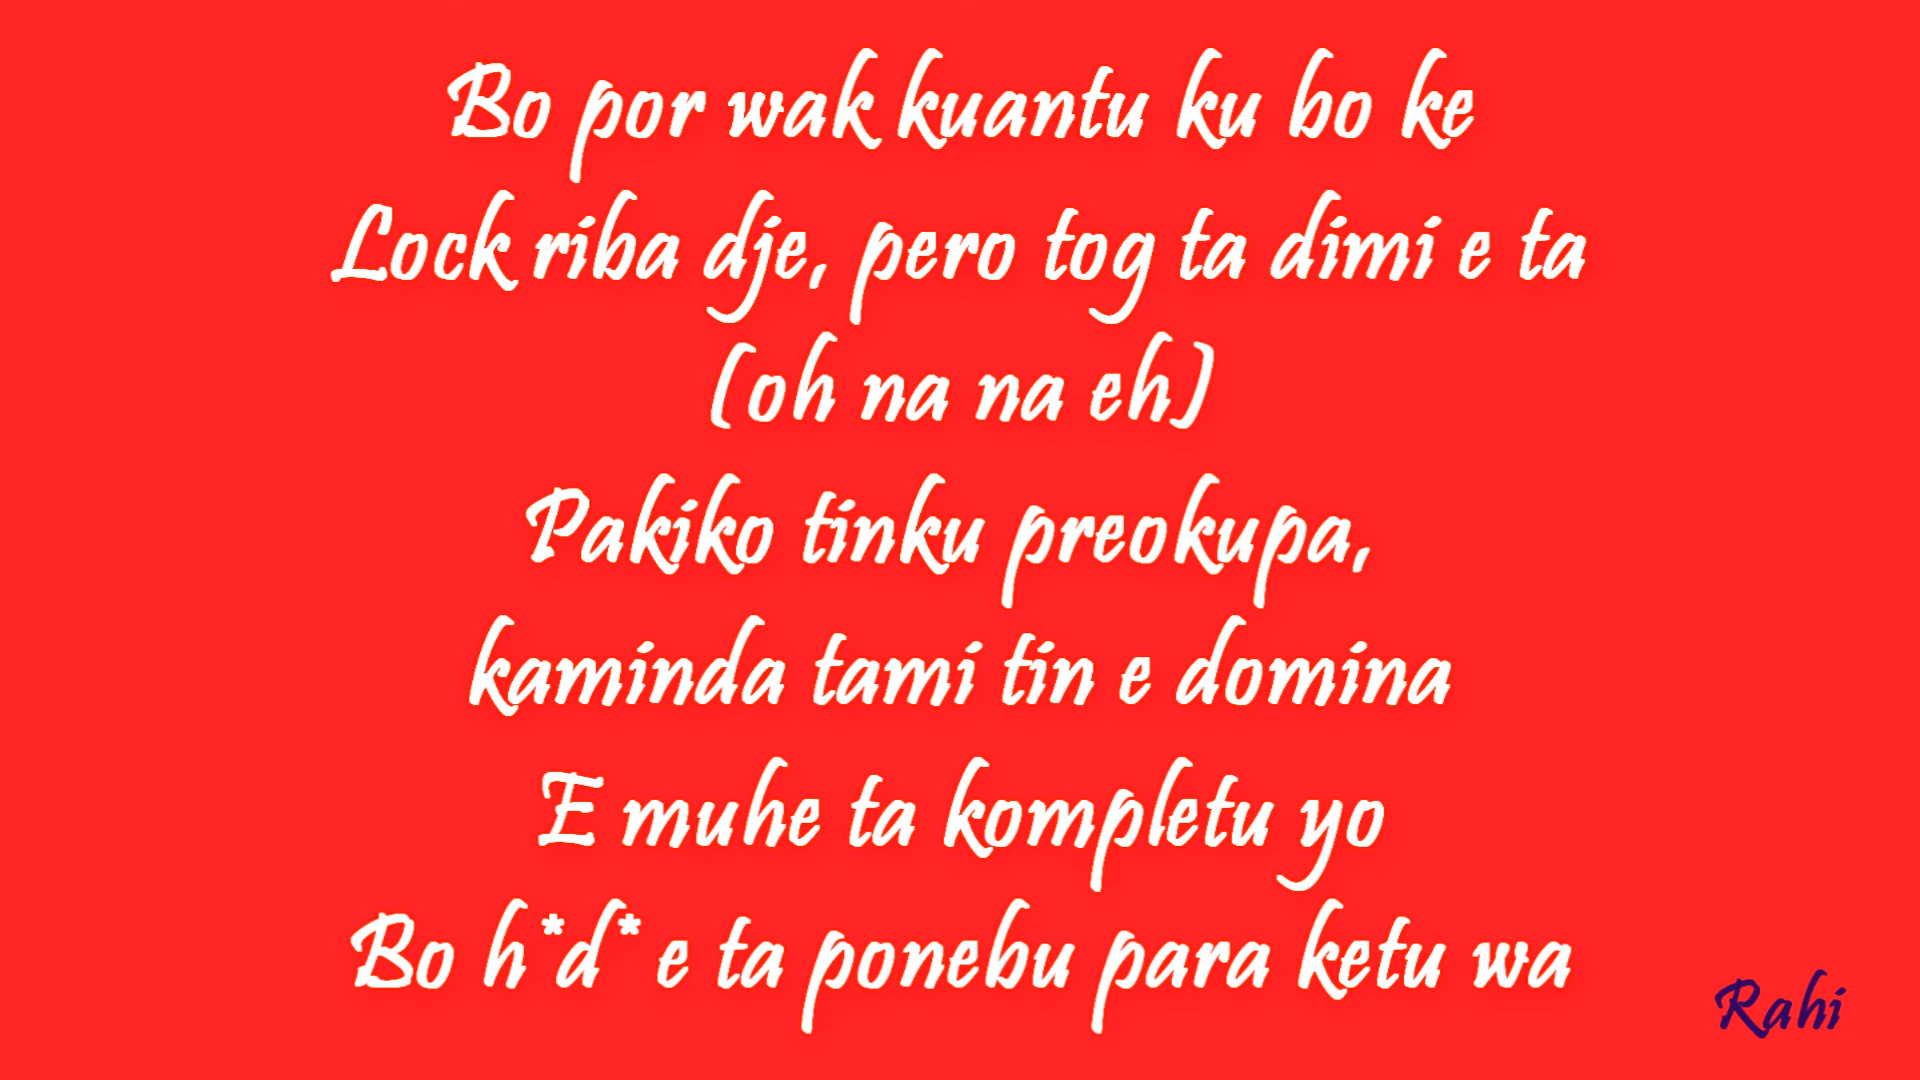 Bo por wak kuantu ku bo ke
Lock riba dje, pero tog ta dimi e ta
(oh na na eh)
Pakiko tinku preokupa,
kaminda tami tin e domina
E muhe ta kompletu yo
Bo h*d* e ta ponebu para ketu wa
Rahi